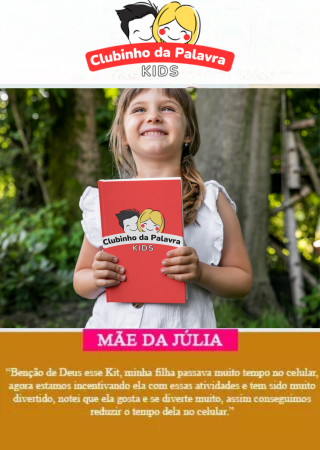 Clubinho da Palavra
KIDS
Clubinho da Palavra
KIDS
MÃE DA JÚLIA
“Benção de Deus esse Kit, minha filha passava muito tempo no celular,
agora estamos incentivando ela com essas atividades e tem sido muito
divertido, notei que ela gosta e se diverte muito, assim conseguimos
reduzir o tempo dela no celular.”